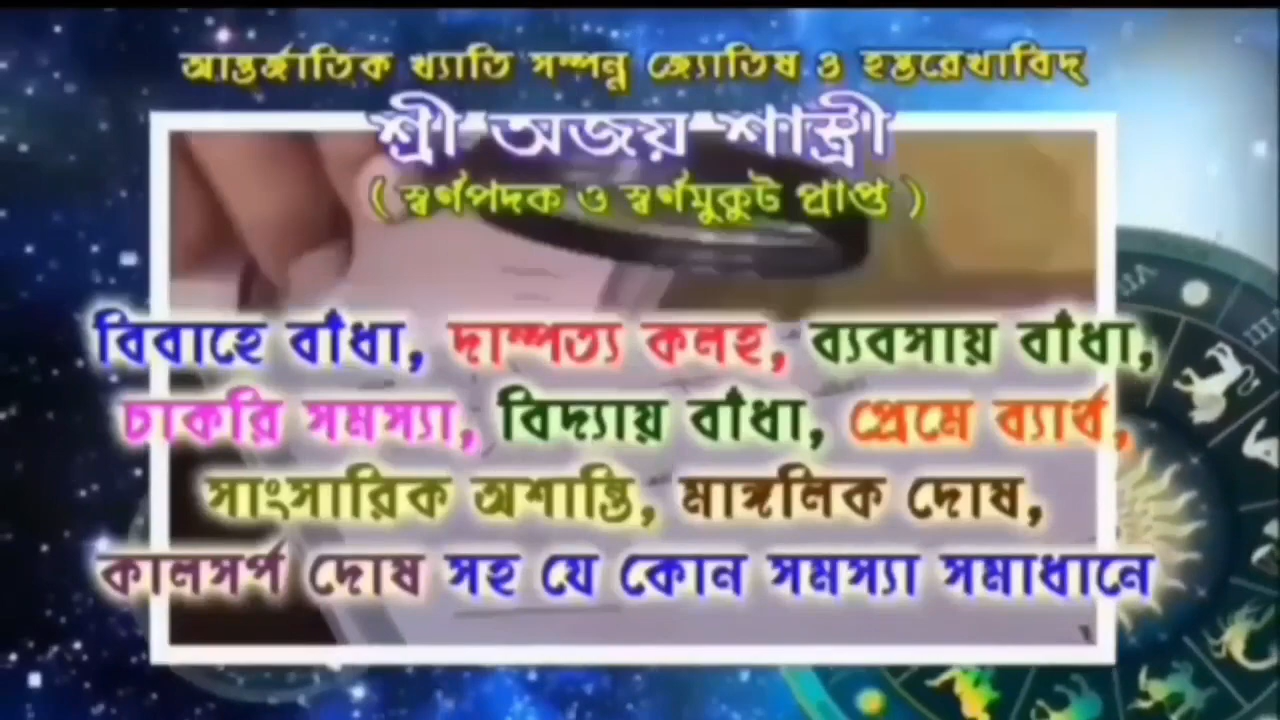 আন্তর্জাতিক খ্যাতি সম্পন্ন জ্যোতিষ ও হস্তরেখাবিদ্
শ্রী অজয় শাস্ত্রী
( স্বর্ণপদক ও স্বর্ণমুকুট প্রাপ্ত )
বিবাহে বাঁধা, দাম্পত্য কলহ, ব্যবসায় বাঁধা,
চাকরি সমস্যা, বিদ্যায় বাঁধা, প্রেমে ব্যার্থ,
সাংসারিক অশান্তি, মাঙ্গলিক দোষ,
কালসর্প দোষ সহ যে কোন সমস্যা সমাধানে